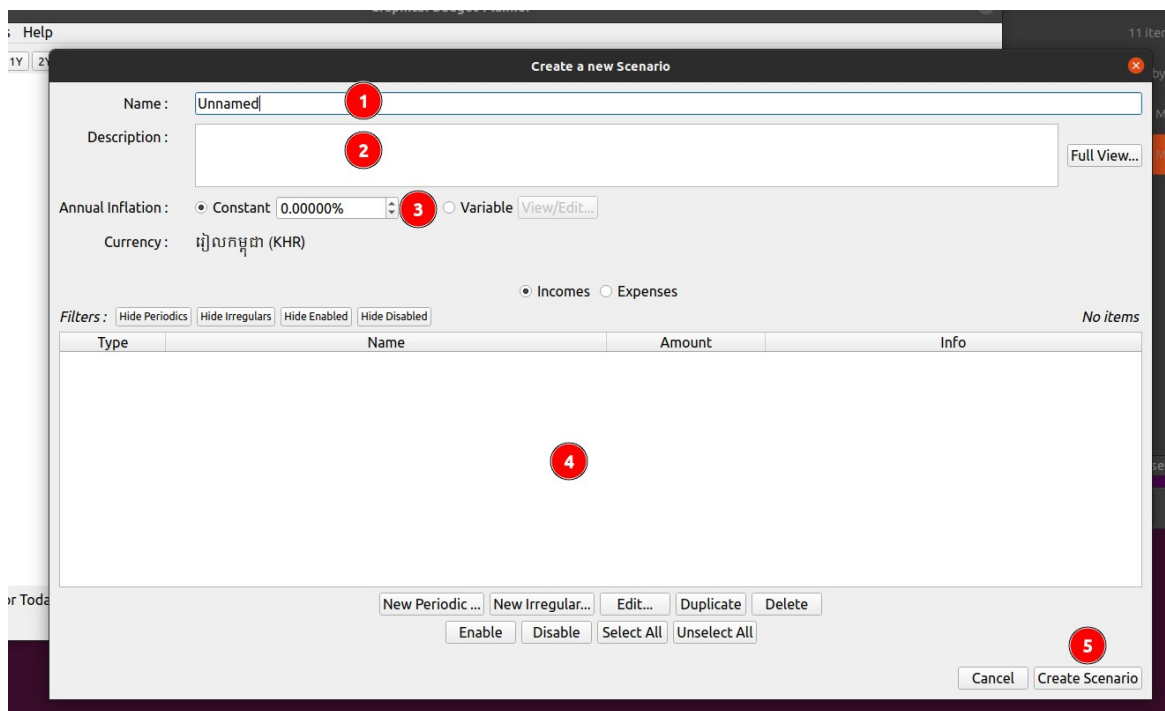 Help
11
1Y 2Y
Create a new Scenario
by
Name : Unnamed 1
M
Description : 2
Full View...
M
Annual Inflation : Constant 0.00000% 3 Variable View/Edit...
Currency : រៀលកម្ពុជា (KHR)
Incomes Expenses
Filters : Hide Periodics Hide Irregulars Hide Enabled Hide Disabled No items
Type Name Amount Info
4
se
or Toda
New Periodic ... New Irregular... Edit... Duplicate Delete
Enable Disable Select All Unselect All
5
Cancel Create Scenario